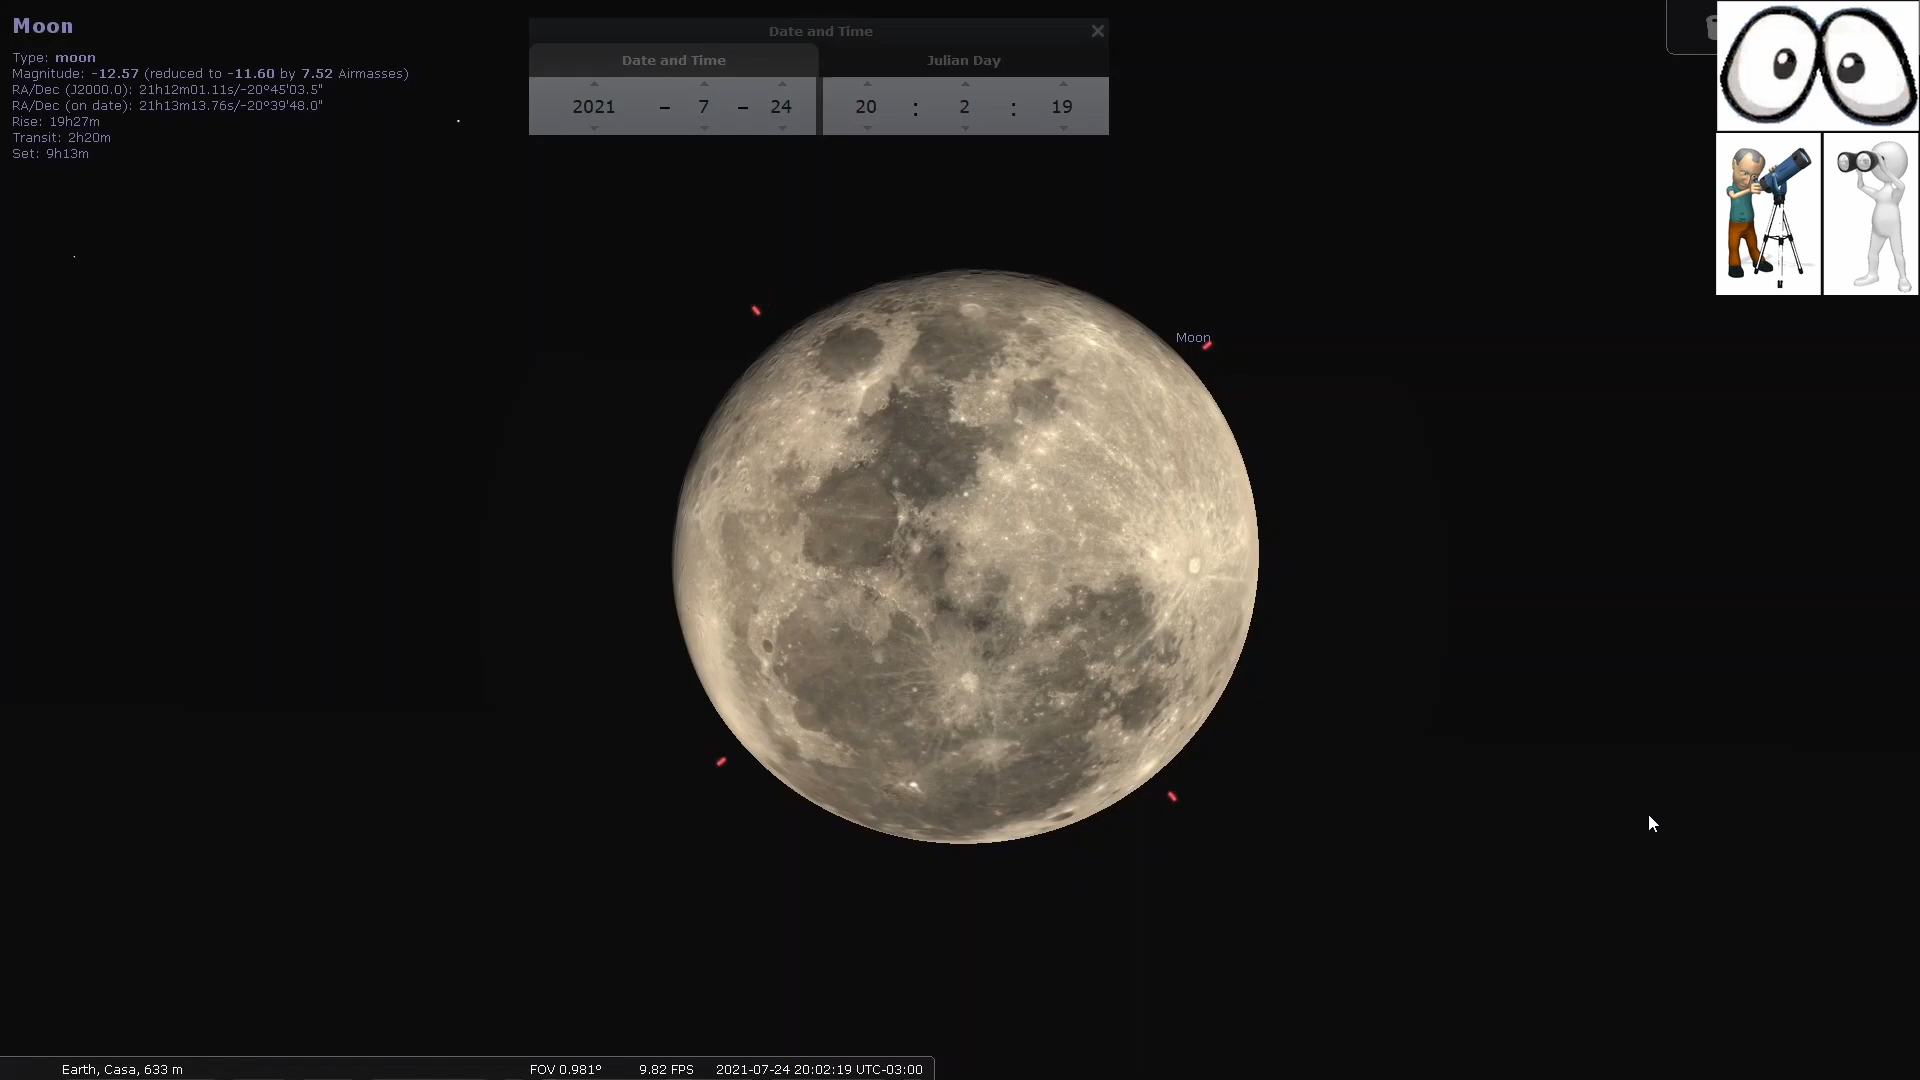 Moon
Type: moon
Magnitude: -12.57 (reduced to -11.60 by 7.52 Airmasses)
RA/Dec (J2000.0): 21h12m01.11s/-20°45'03.5"
RA/Dec (on date): 21h13m13.76s/-20°39'48.0"
Rise: 19h27m
Transit: 2h20m
Set: 9h13m
Date and Time
Date and Time Julian Day
2021 - 7 - 24 20 : 2 : 19
Moon
Earth, Casa, 633 m FOV 0.981° 9.82 FPS 2021-07-24 20:02:19 UTC-03:00